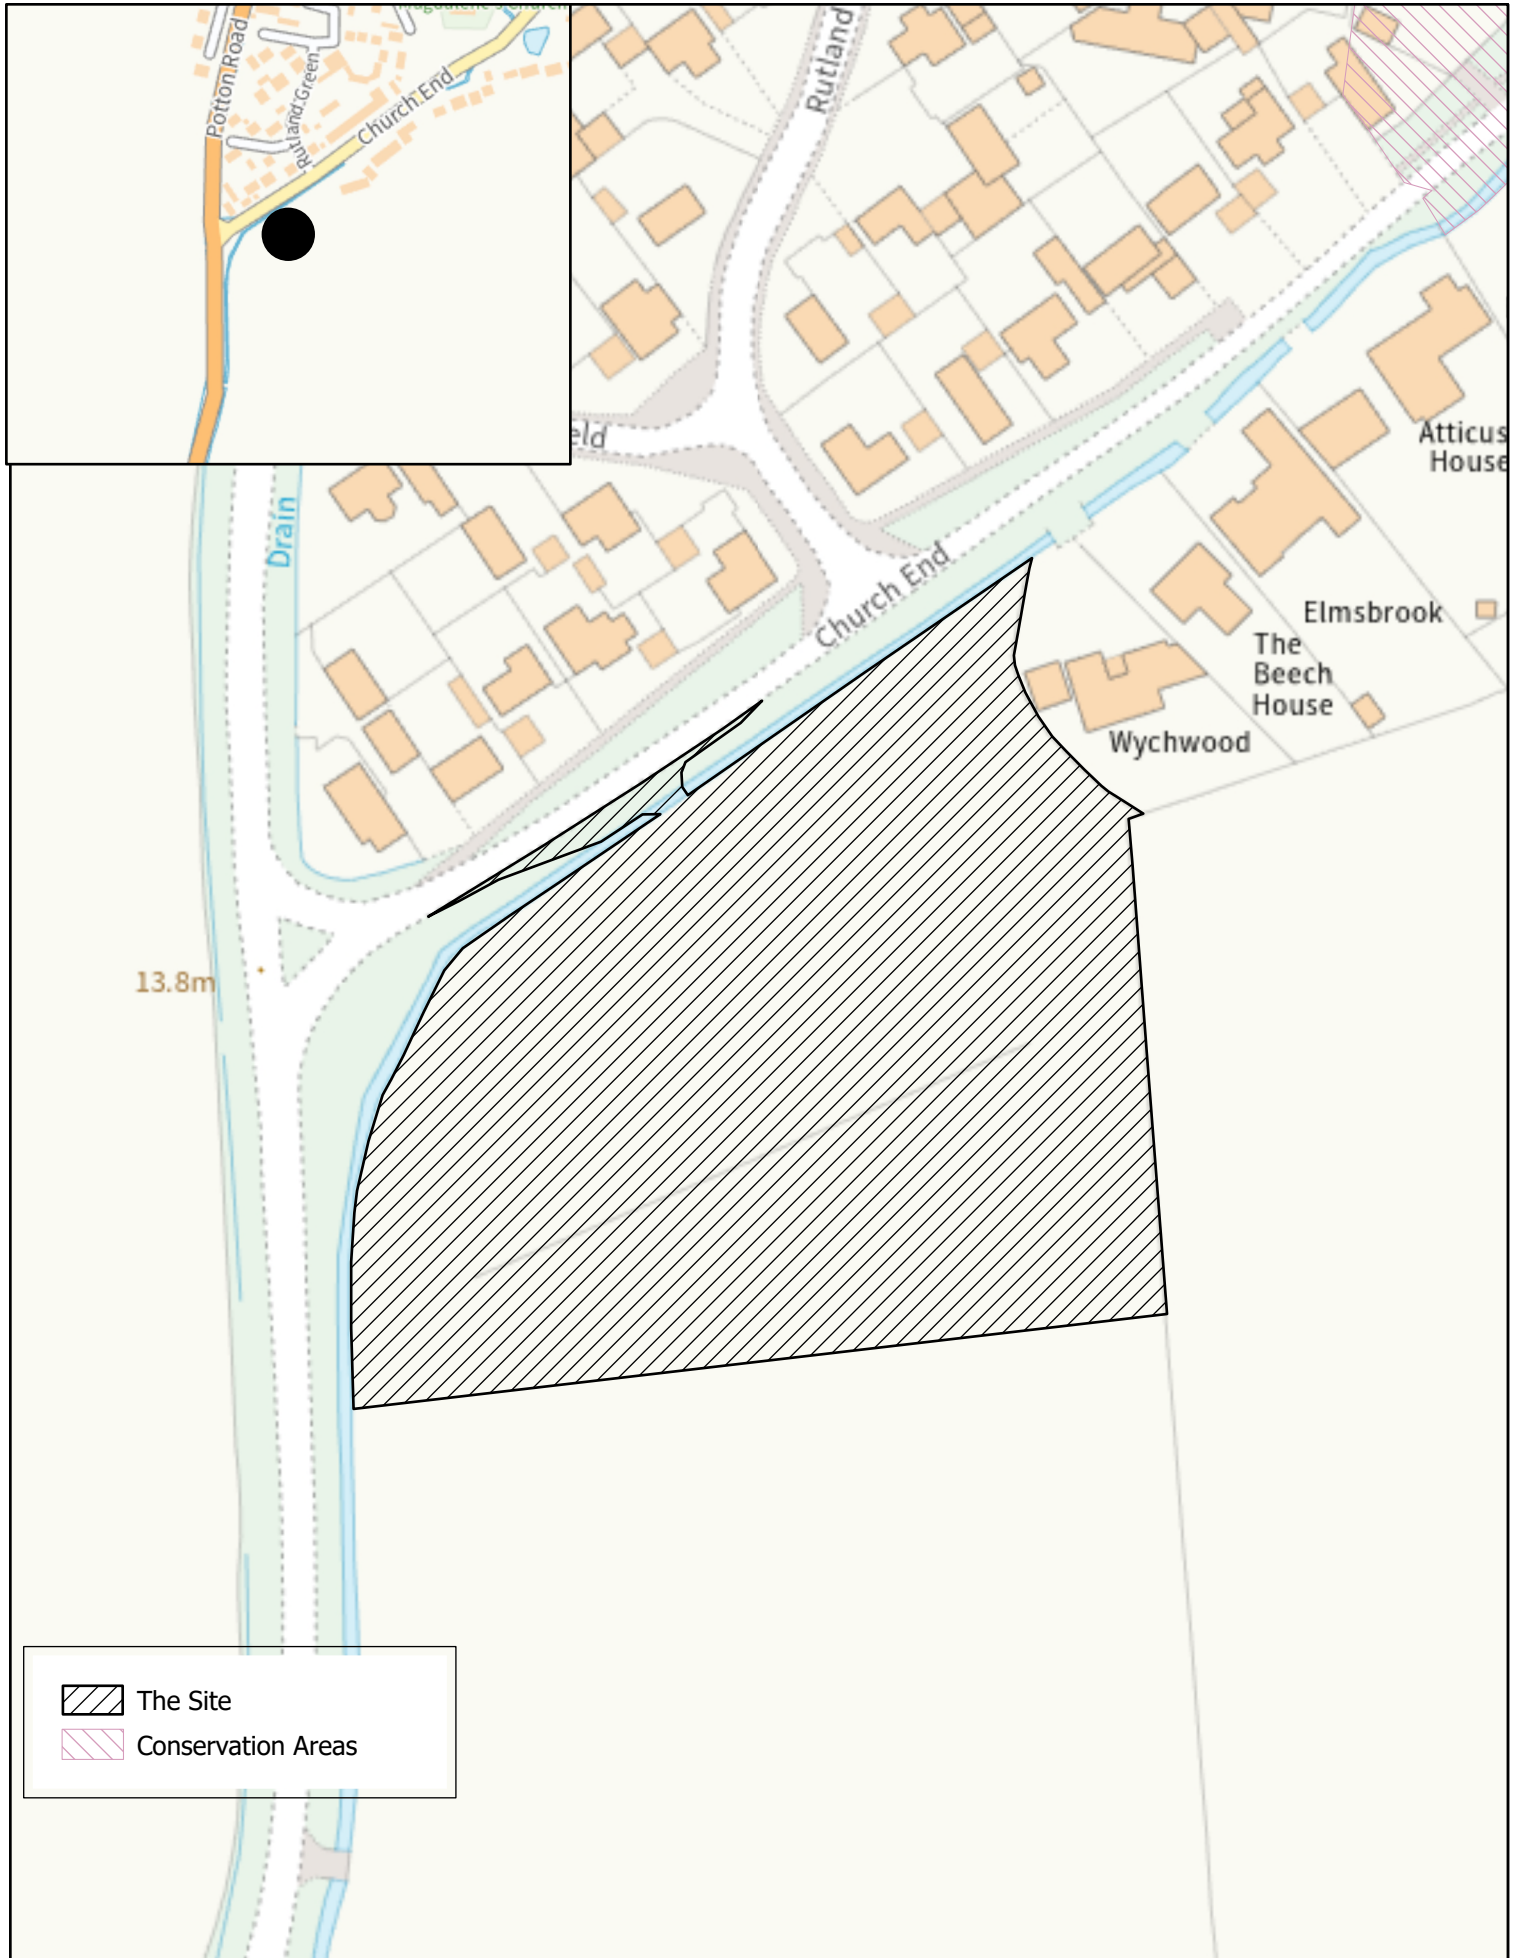 Potton Road
Rutland Green
Church End
Rutland
eld
Drain
Church End
Atticus
House
Elmsbrook
The
Beech
House
Wychwood
13.8m
The Site
Conservation Areas